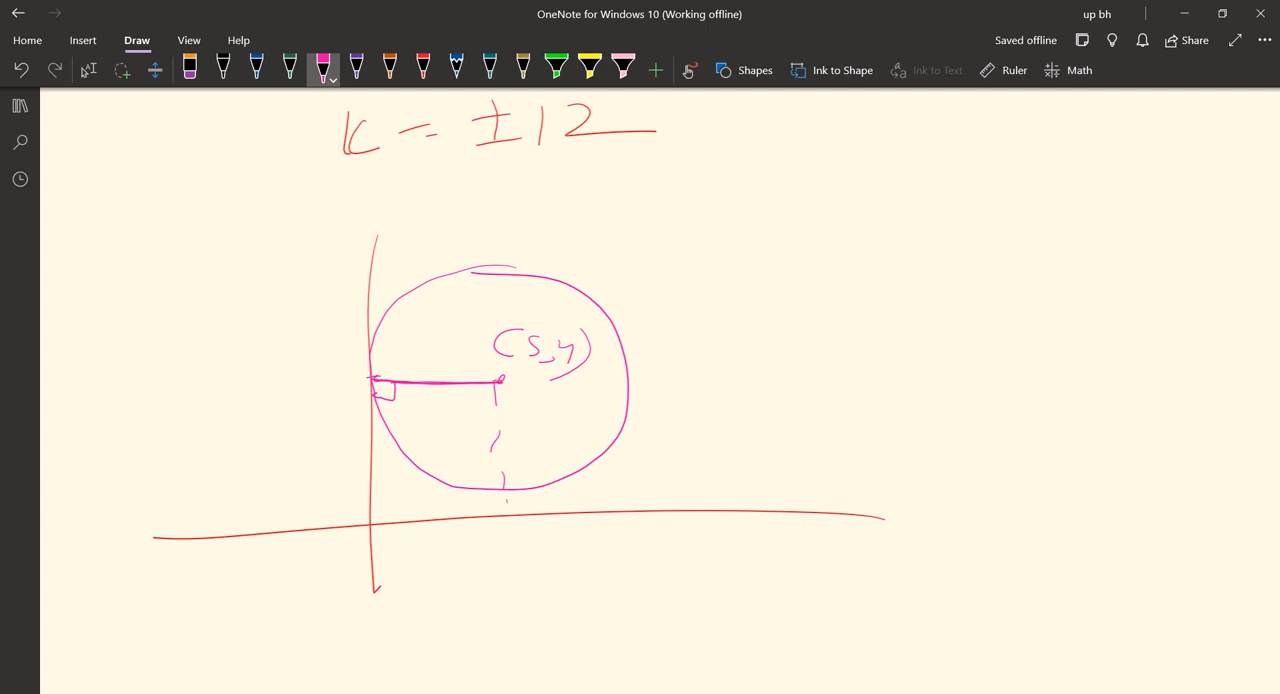 OneNote for Windows 10 (Working offline)
up bh
Home Insert Draw View Help
Saved offline
Share
Shapes
Ink to Shape
Ink to Text
Ruler
Math
k = ±12
(5,4)